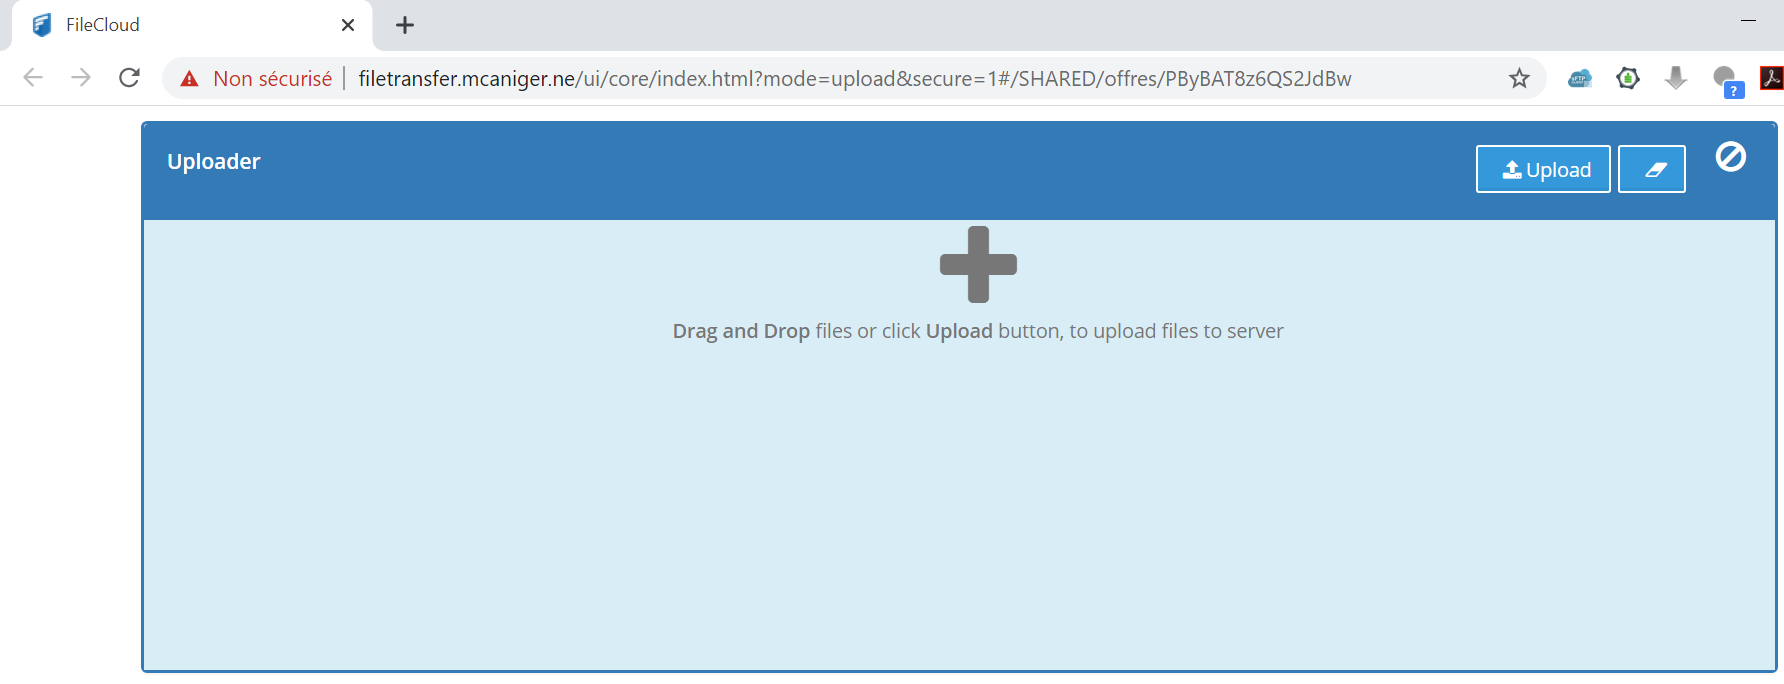 FileCloud
Non sécurisé | filetransfer.mcaniger.ne/ui/core/index.html?mode=upload&secure=1#/SHARED/offres/PByBAT8z6QS2JdBw
SFTP
?
Uploader
Upload
Drag and Drop files or click Upload button, to upload files to server